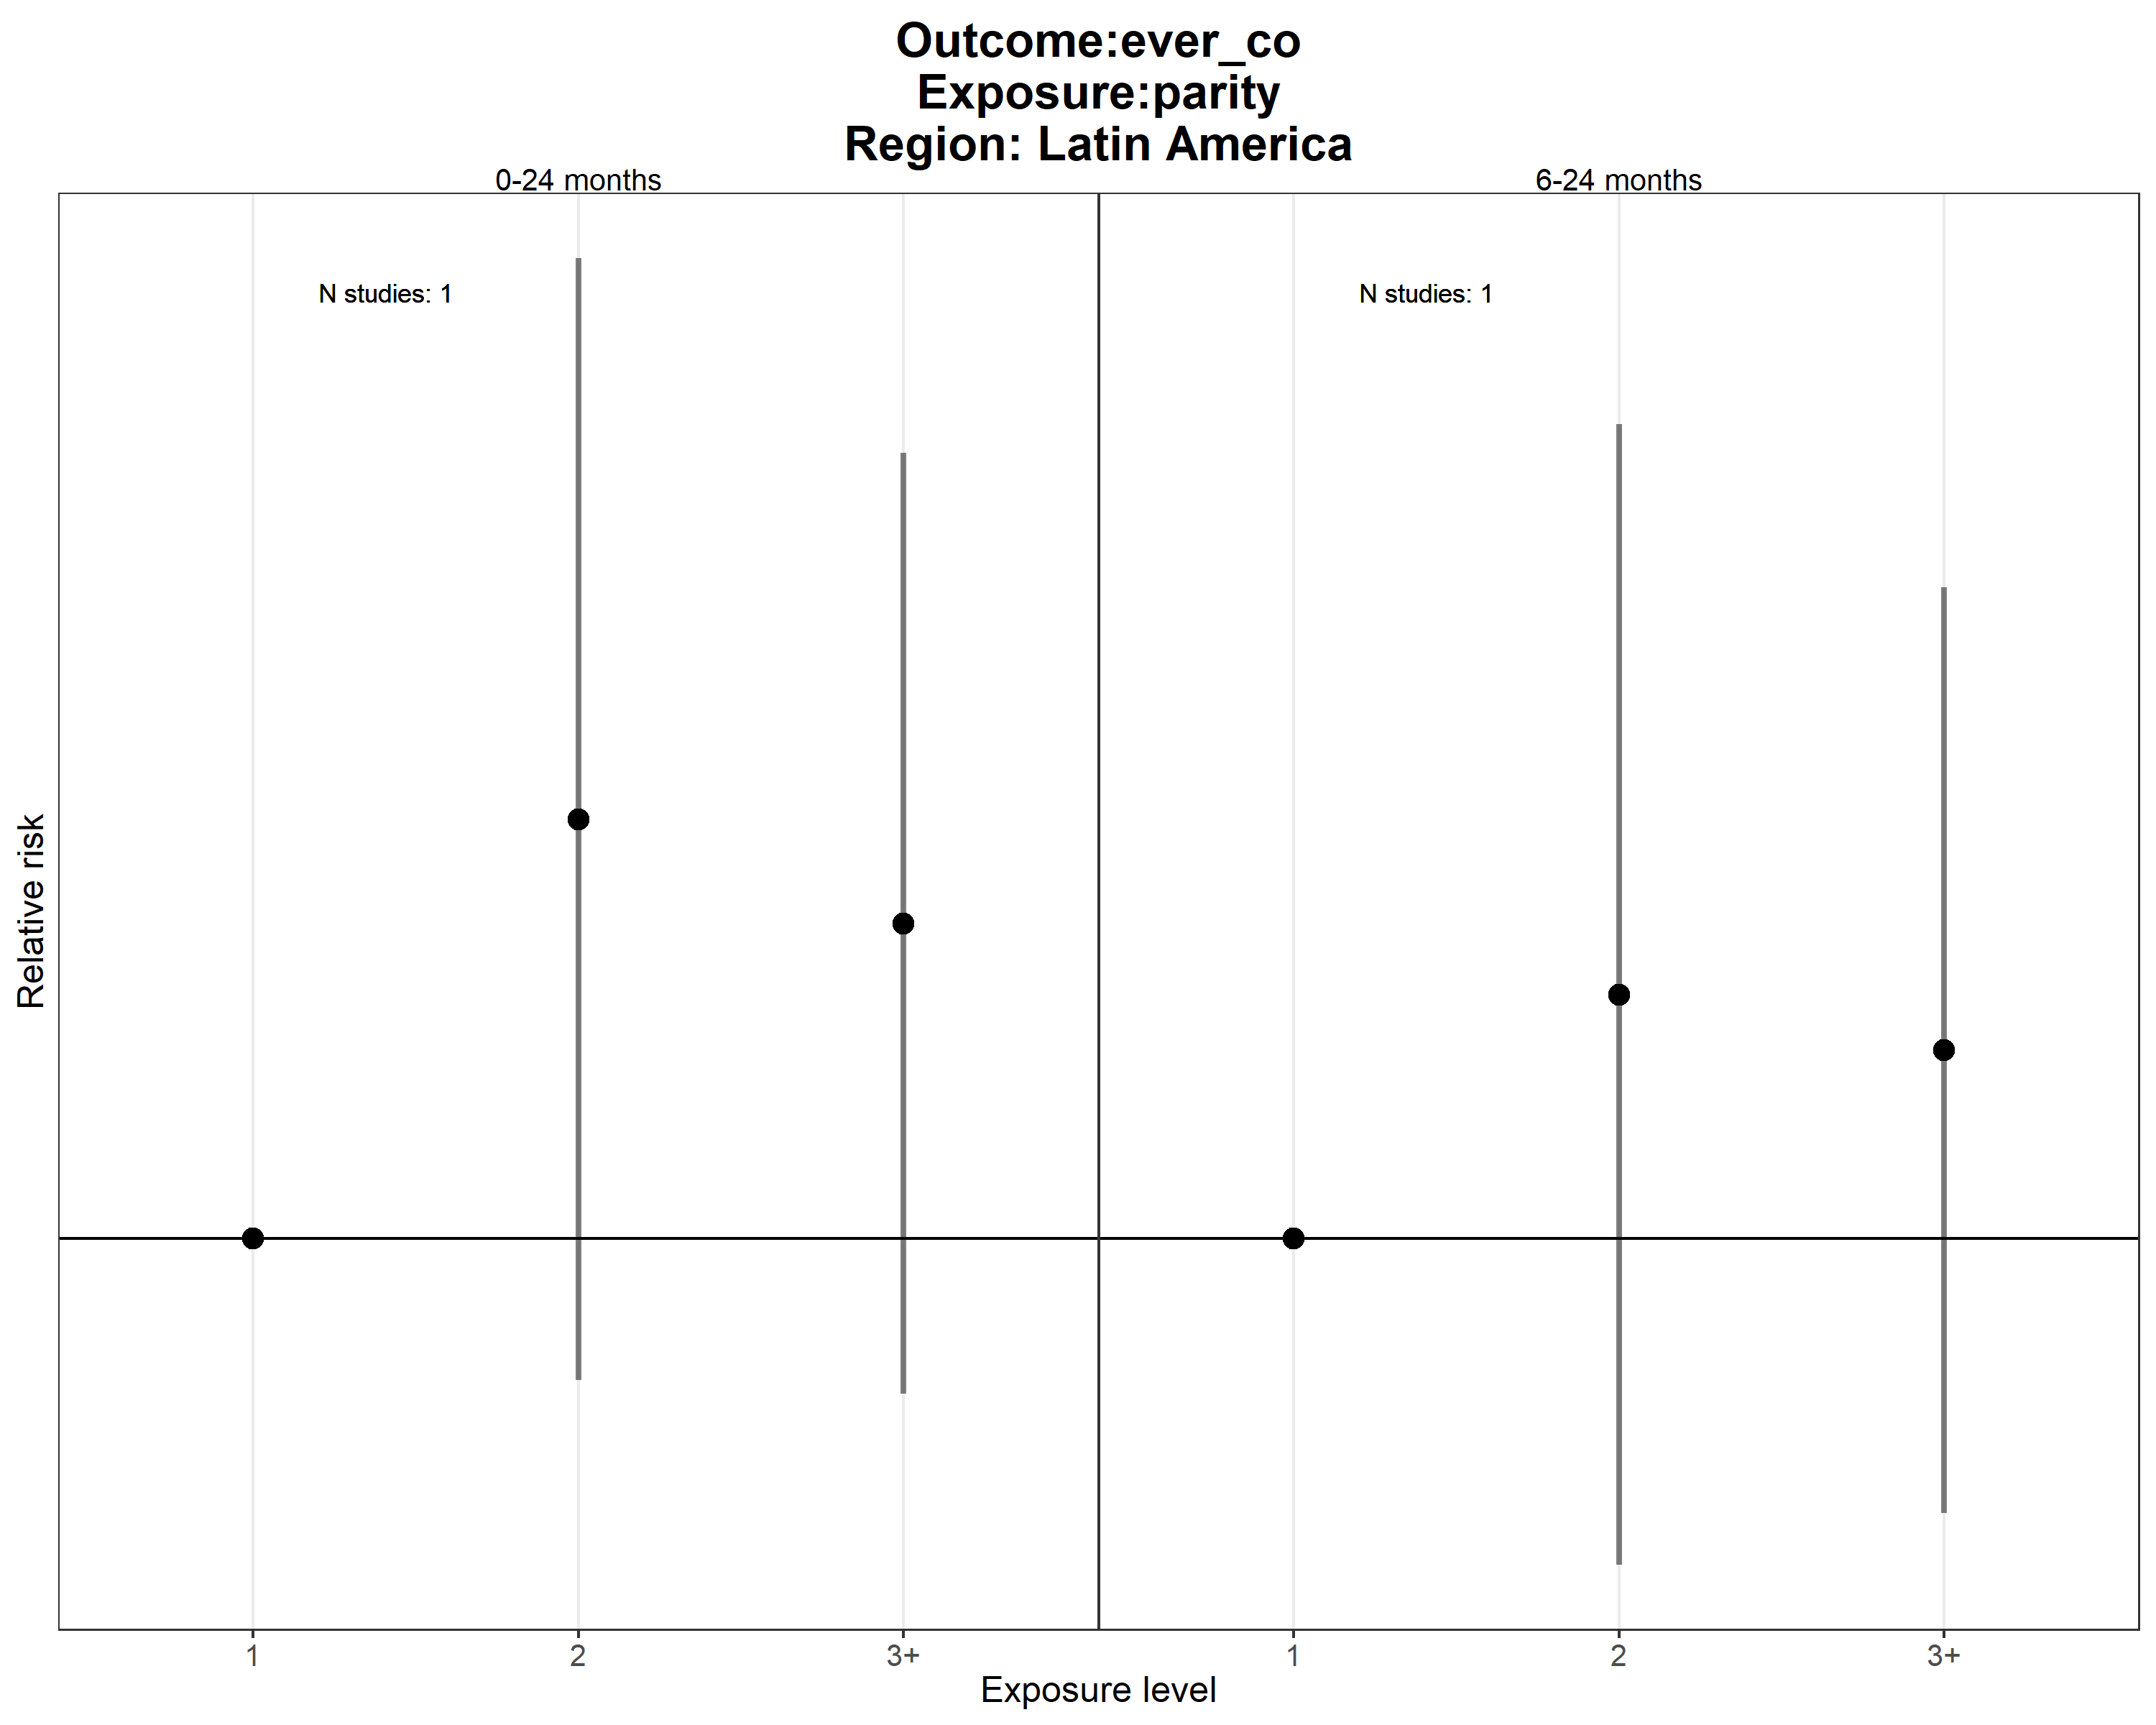 Outcome:ever_co
Exposure:parity
Region: Latin America
0-24 months
6-24 months
N studies: 1
N studies: 1
Relative risk
1
2
3+
1
2
3+
Exposure level